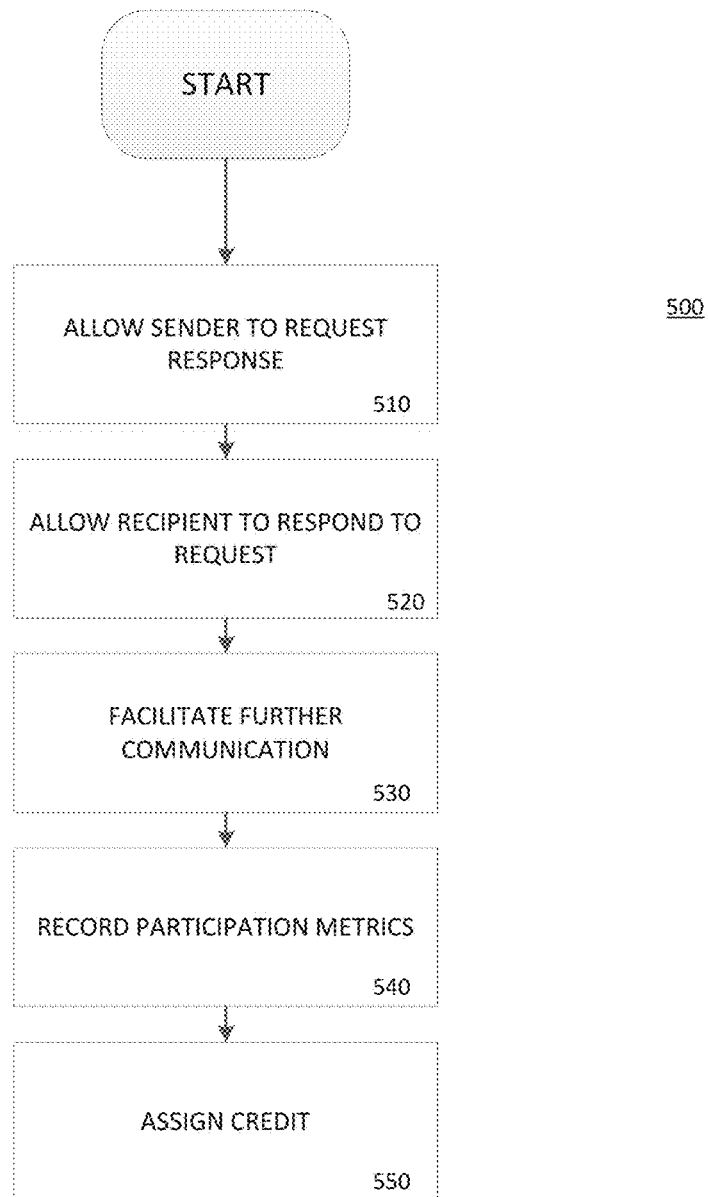 START
ALLOW SENDER TO REQUEST
RESPONSE
510
500
ALLOW RECIPIENT TO RESPOND TO
REQUEST
520
FACILITATE FURTHER
COMMUNICATION
530
RECORD PARTICIPATION METRICS
540
ASSIGN CREDIT
550